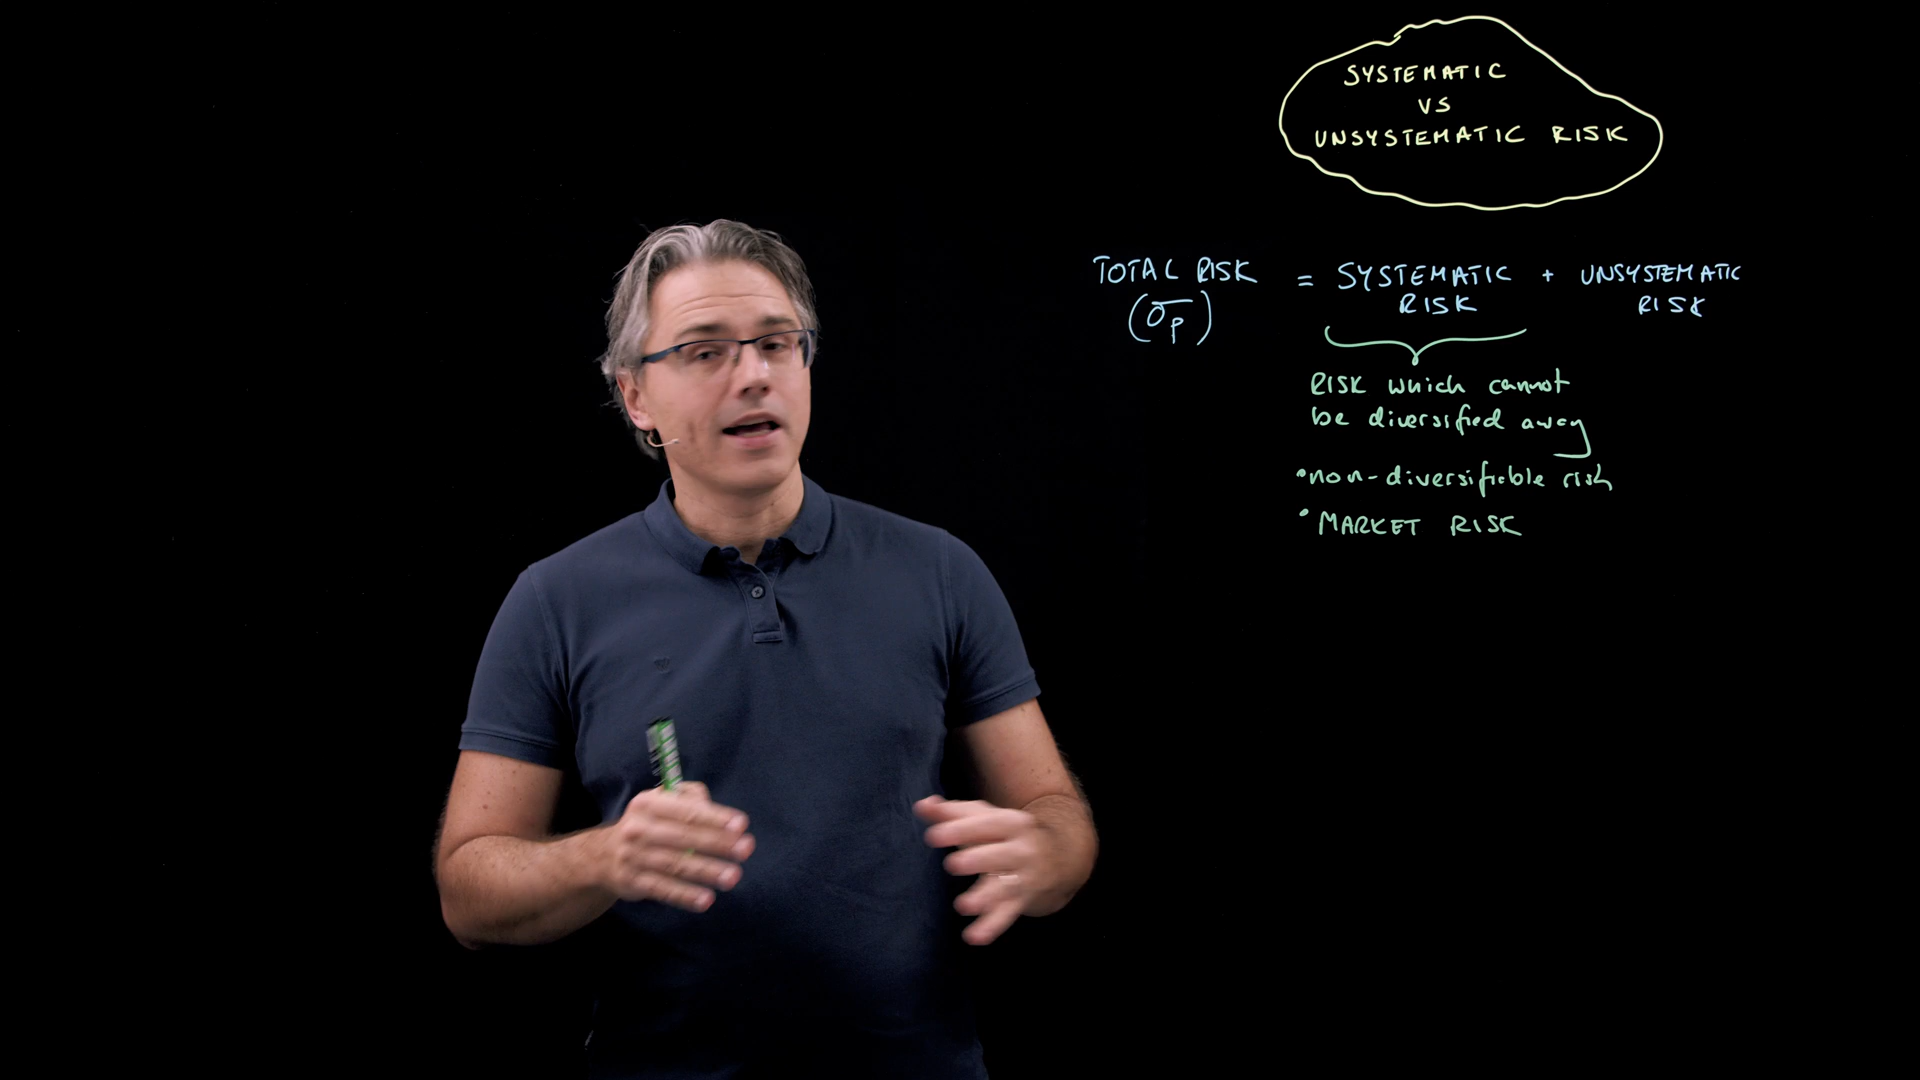 SYSTEMATIC
VS
UNSYSTEMATIC RISK
TOTAL RISK = SYSTEMATIC RISK + UNSYSTEMATIC RISK
(σp)
RISK which cannot
be diversified away
•non-diversifiable risk
• MARKET RISK